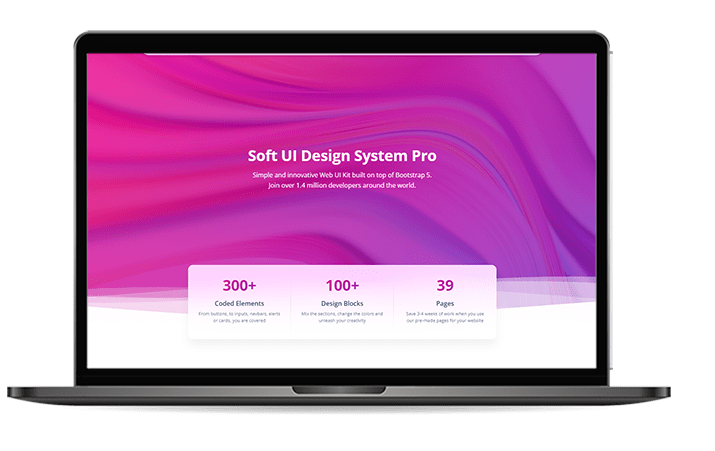 Soft UI Design System Pro
Simple and innovative Web UI Kit built on top of Bootstrap 5.
Join over 1.4 million developers around the world.
300+
Coded Elements
From buttons, to inputs, navbars, alerts
or cards, you are covered
100+
Design Blocks
Mix the sections, change the colors and
unleash your creativity
39
Pages
Save 3-4 weeks of work when you use
our pre-made pages for your website